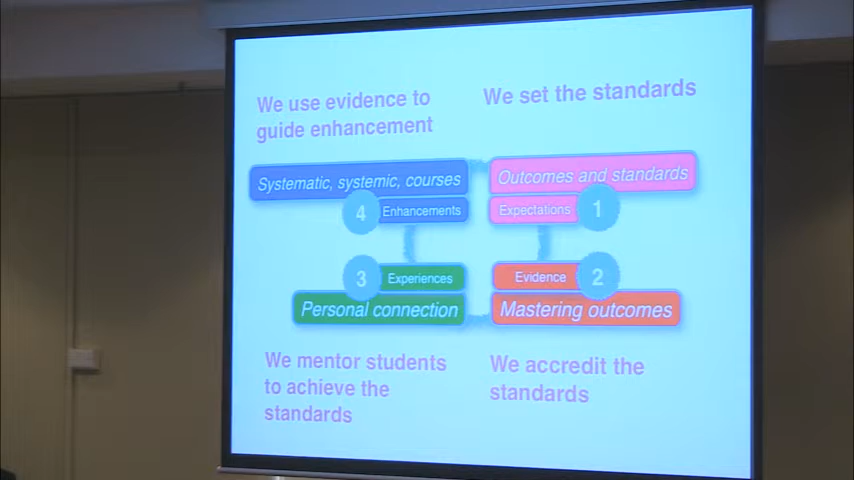 We use evidence to
guide enhancement
We set the standards
Systematic, systemic, courses
4
Enhancements
Outcomes and standards
Expectations
1
3
Experiences
Personal connection
Evidence
2
Mastering outcomes
We mentor students
to achieve the
standards
We accredit the
standards